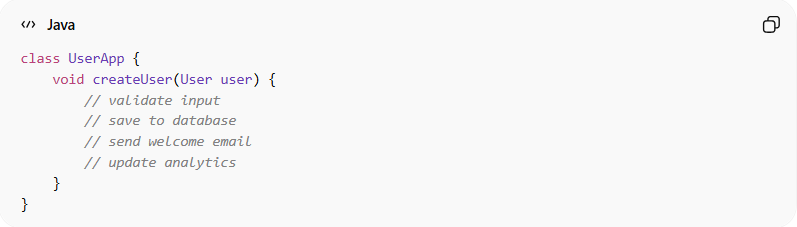 </> Java
class UserApp {
    void createUser(User user) {
        // validate input
        // save to database
        // send welcome email
        // update analytics
    }
}